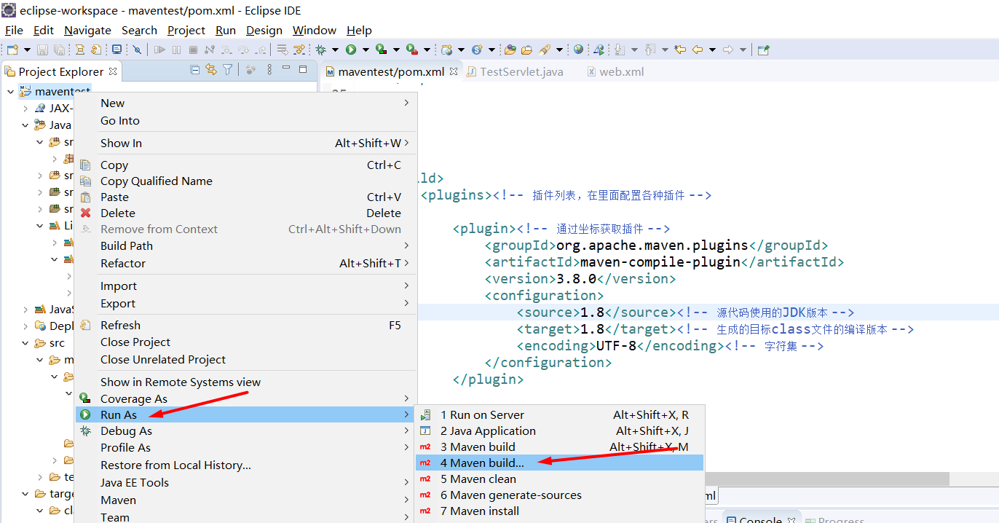 eclipse-workspace - maventest/pom.xml - Eclipse IDE
File Edit Navigate Search Project Run Design Window Help
Project Explorer
maventest/pom.xml TestServlet.java web.xml
maventest
JAX-
Java
sr
sr
sr
sr
Li
JavaS
Depl
src
m
te
targe
cl
New
Go Into
Show In Alt+Shift+W
Copy Ctrl+C
Copy Qualified Name
Paste Ctrl+V
Delete Delete
Remove from Context Ctrl+Alt+Shift+Down
Build Path
Refactor Alt+Shift+T
Import
Export
Refresh F5
Close Project
Close Unrelated Project
Show in Remote Systems view
Coverage As
Run As
Debug As
Profile As
Restore from Local History...
Java EE Tools
Maven
Team
1 Run on Server Alt+Shift+X, R
2 Java Application Alt+Shift+X, J
3 Maven build Alt+Shift+X, M
4 Maven build...
5 Maven clean
6 Maven generate-sources
7 Maven install
ld>
<plugins><!-- 插件列表，在里面配置各种插件 -->
<plugin><!-- 通过坐标获取插件 -->
<groupId>org.apache.maven.plugins</groupId>
<artifactId>maven-compile-plugin</artifactId>
<version>3.8.0</version>
<configuration>
<source>1.8</source><!-- 源代码使用的JDK版本 -->
<target>1.8</target><!-- 生成的目标class文件的编译版本 -->
<encoding>UTF-8</encoding><!-- 字符集 -->
</configuration>
</plugin>
ml
ers Console Progress